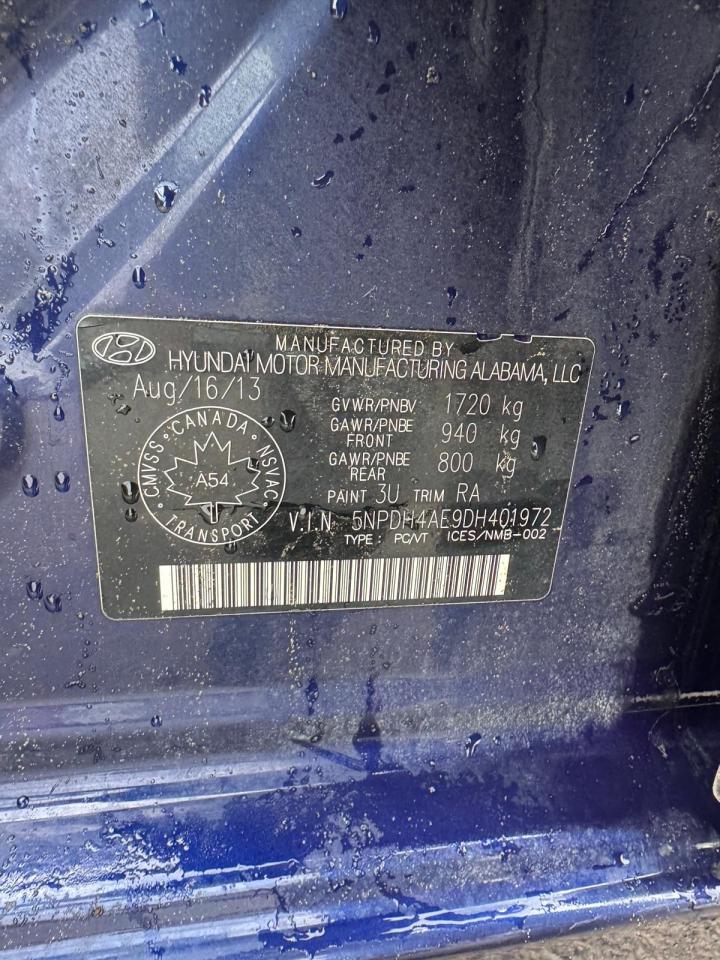 MANUFACTURED BY
HYUNDAI MOTOR MANUFACTURING ALABAMA, LLC
Aug/16/13
GVWR/PNBV 1720 kg
GAWR/PNBE FRONT 940 kg
GAWR/PNBE REAR 800 kg
CMVSS · CANADA · NSVAC
A54
TRANSPORT
PAINT 3U TRIM RA
V.I.N. 5NPDH4AE9DH401972
TYPE: PC/VT ICES/NMB-002